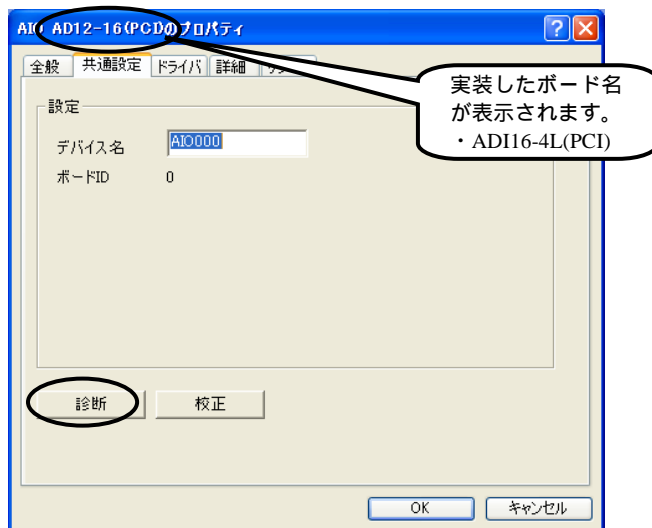 AIO AD12-16(PCI)のプロパティ
全般 共通設定 ドライバ 詳細
実装したボード名
が表示されます。
・ADI16-4L(PCI)
設定
デバイス名 AIO000
ボードID 0
診断 校正
OK キャンセル